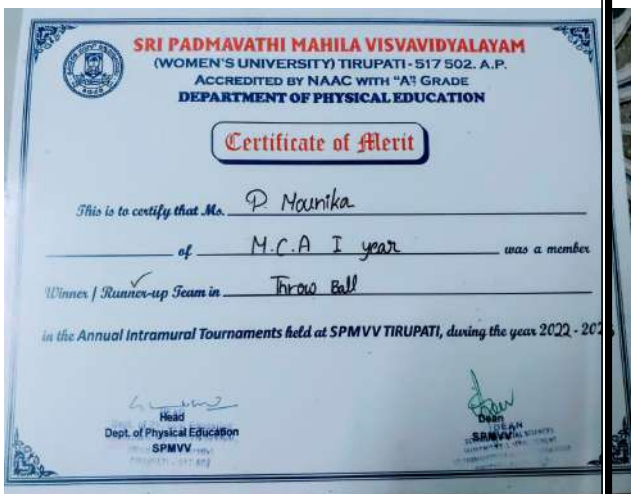 SRI PADMAVATHI MAHILA VISVAVIDYALAYAM
(WOMEN'S UNIVERSITY) TIRUPATI - 517 502. A.P.
ACCREDITED BY NAAC WITH "A" GRADE
DEPARTMENT OF PHYSICAL EDUCATION
Certificate of Merit
This is to certify that Ms. P Mounika
of M.C.A I year was a member
Winner / Runner-up Team in Throw Ball
in the Annual Intramural Tournaments held at SPMVV TIRUPATI, during the year 2022 - 202
Head
Dept. of Physical Education
SPMVV
Dean
DEAN
SPMVV